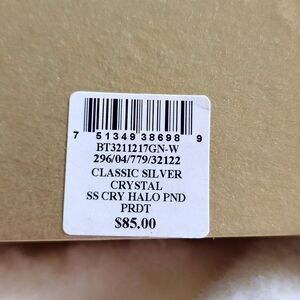 7 51349 38698 9
BT3211217GN-W
296/04/779/32122
CLASSIC SILVER
CRYSTAL
SS CRY HALO PND
PRDT
$85.00